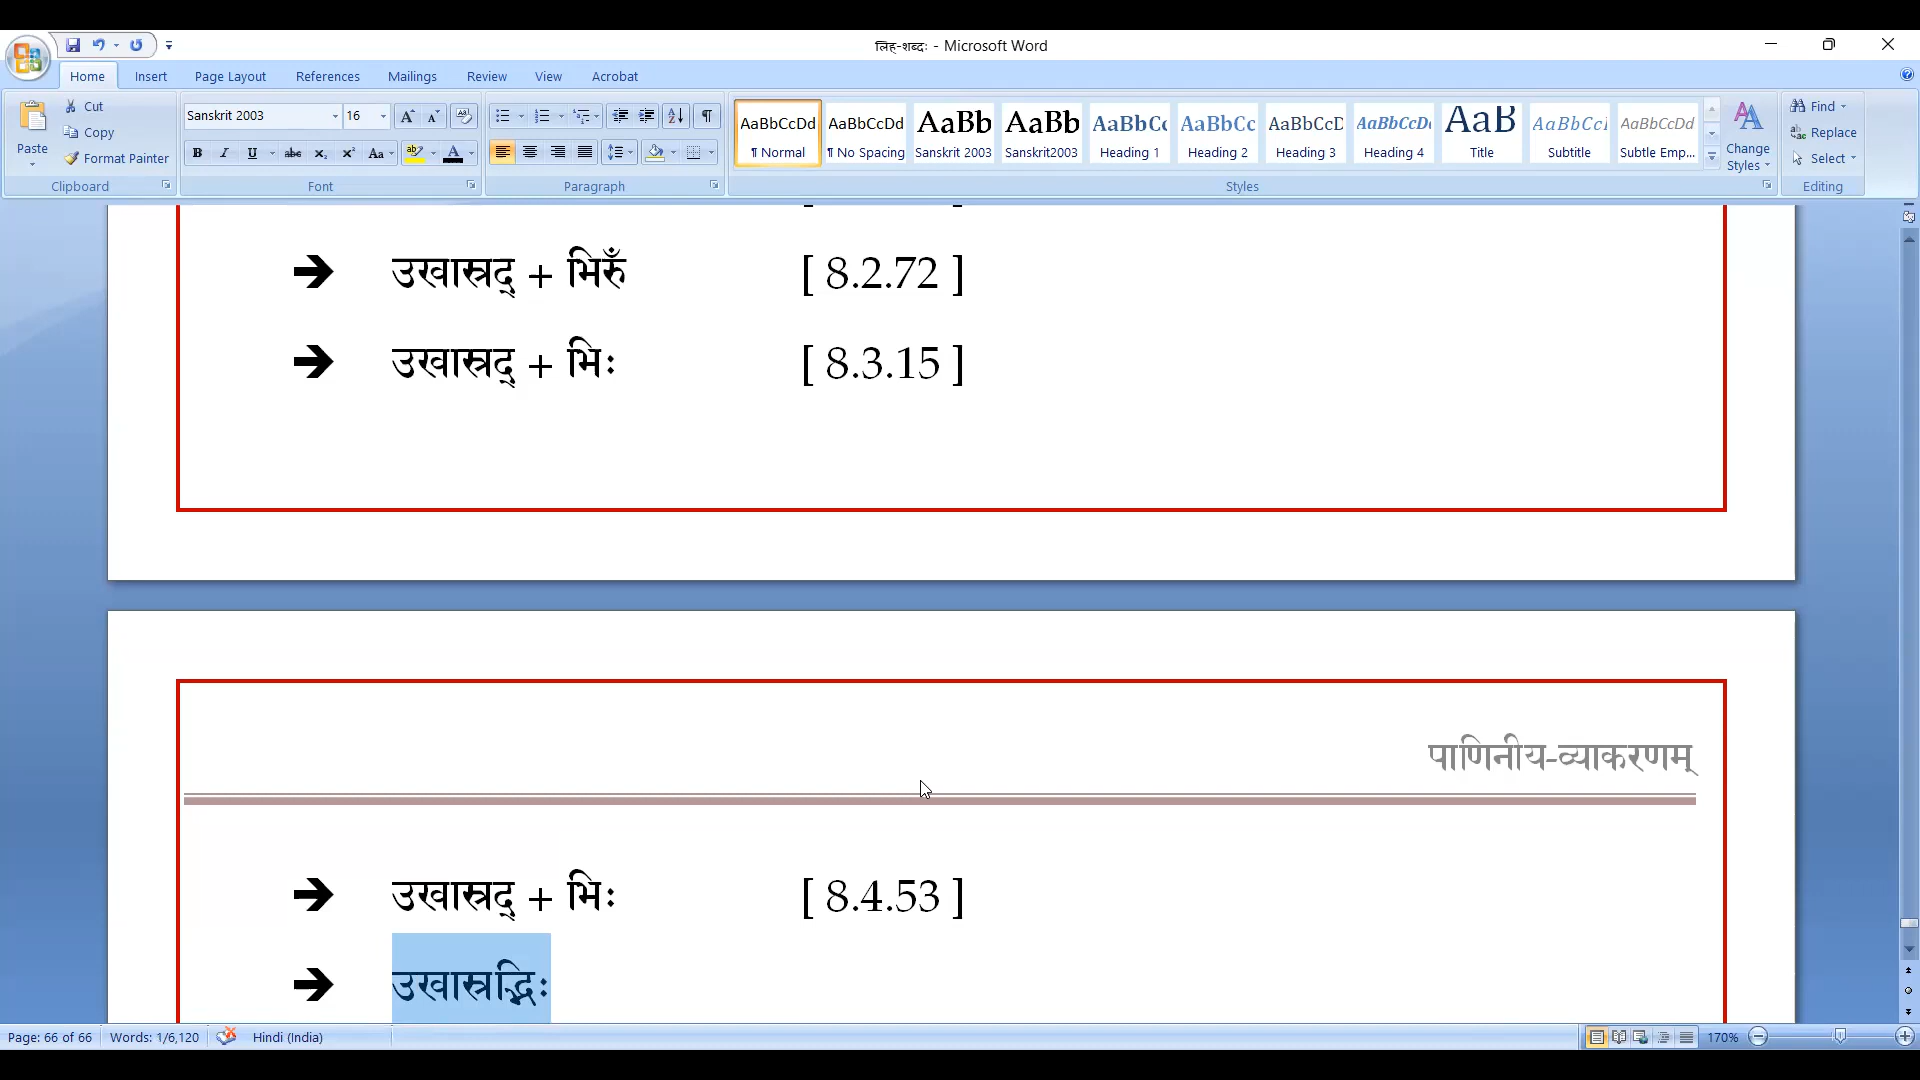 लिह-शब्दः - Microsoft Word
Home Insert Page Layout References Mailings Review View Acrobat
Paste
Cut
Copy
Format Painter
Clipboard
Sanskrit 2003 16
Font
Paragraph
AaBbCcDd AaBbCcDd AaBb AaBb AaBbCc AaBbCc AaBbCcD AaBbCcD AaB AaBbCcl AaBbCcDd
¶ Normal ¶ No Spacing Sanskrit 2003 Sanskrit2003 Heading 1 Heading 2 Heading 3 Heading 4 Title Subtitle Subtle Emp...
Styles
Change Styles
Find
Replace
Select
Editing
➔ उखास्रद् + भिरुँ [ 8.2.72 ]
➔ उखास्रद् + भिः [ 8.3.15 ]
पाणिनीय-व्याकरणम्
➔ उखास्रद् + भिः [ 8.4.53 ]
➔ उखास्रद्भिः
Page: 66 of 66 Words: 1/6,120 Hindi (India) 170%